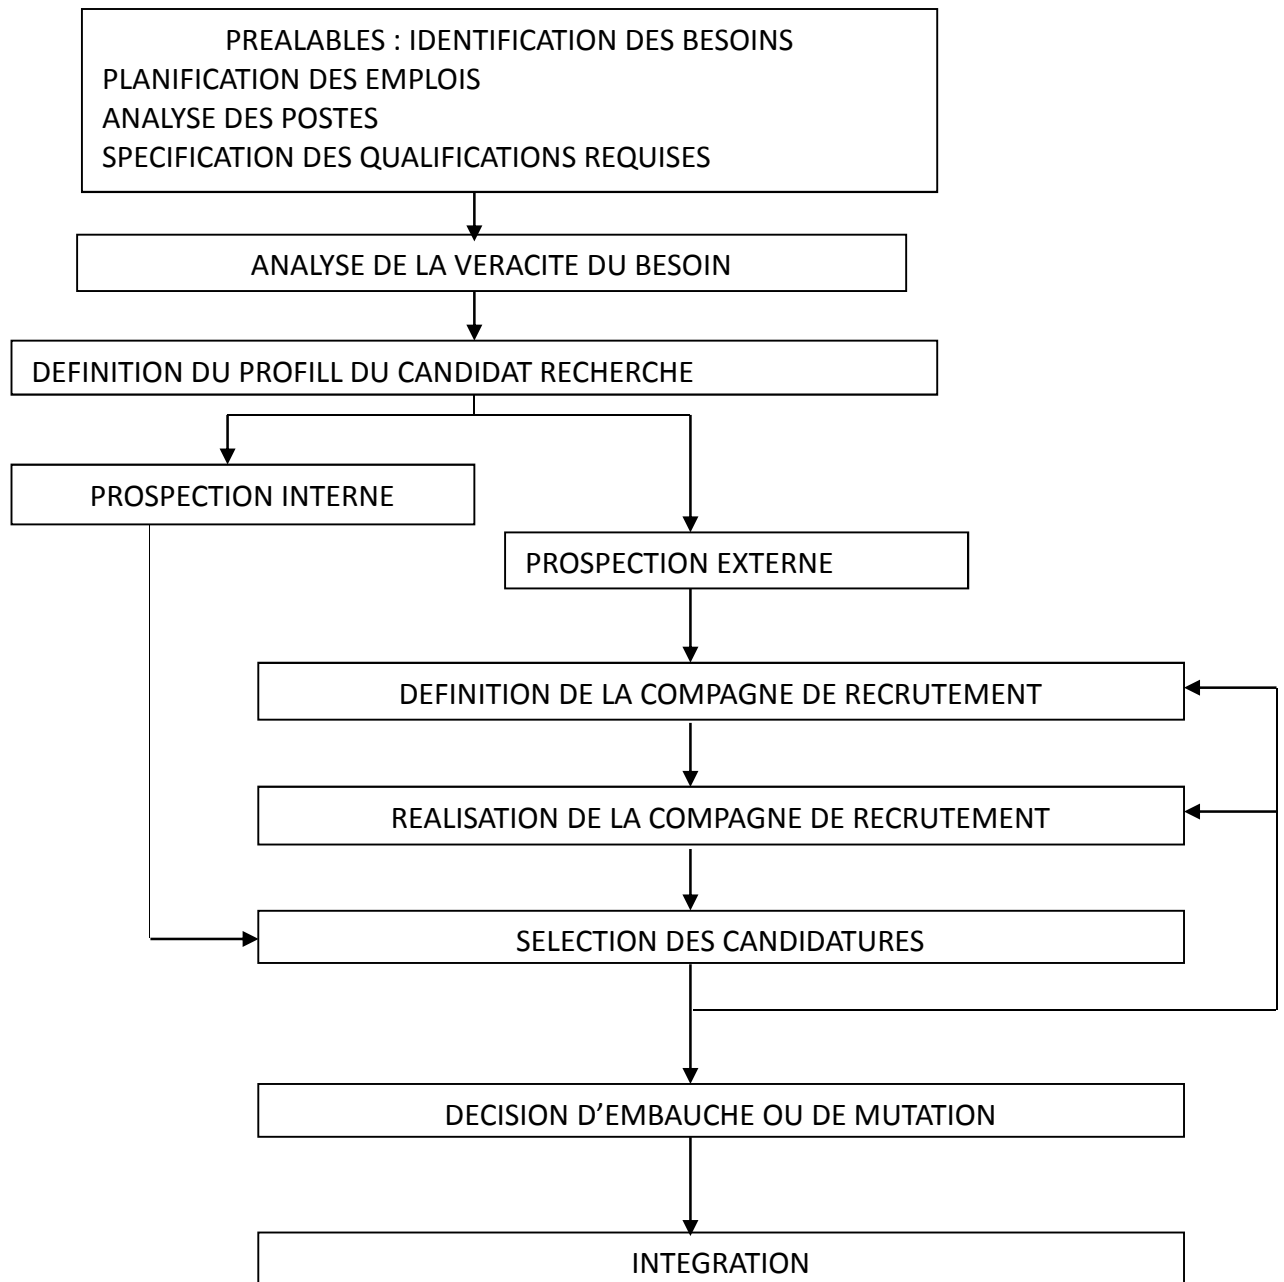 PREALABLES : IDENTIFICATION DES BESOINS
PLANIFICATION DES EMPLOIS
ANALYSE DES POSTES
SPECIFICATION DES QUALIFICATIONS REQUISES
ANALYSE DE LA VERACITE DU BESOIN
DEFINITION DU PROFILL DU CANDIDAT RECHERCHE
PROSPECTION INTERNE
PROSPECTION EXTERNE
DEFINITION DE LA COMPAGNE DE RECRUTEMENT
REALISATION DE LA COMPAGNE DE RECRUTEMENT
SELECTION DES CANDIDATURES
DECISION D’EMBAUCHE OU DE MUTATION
INTEGRATION